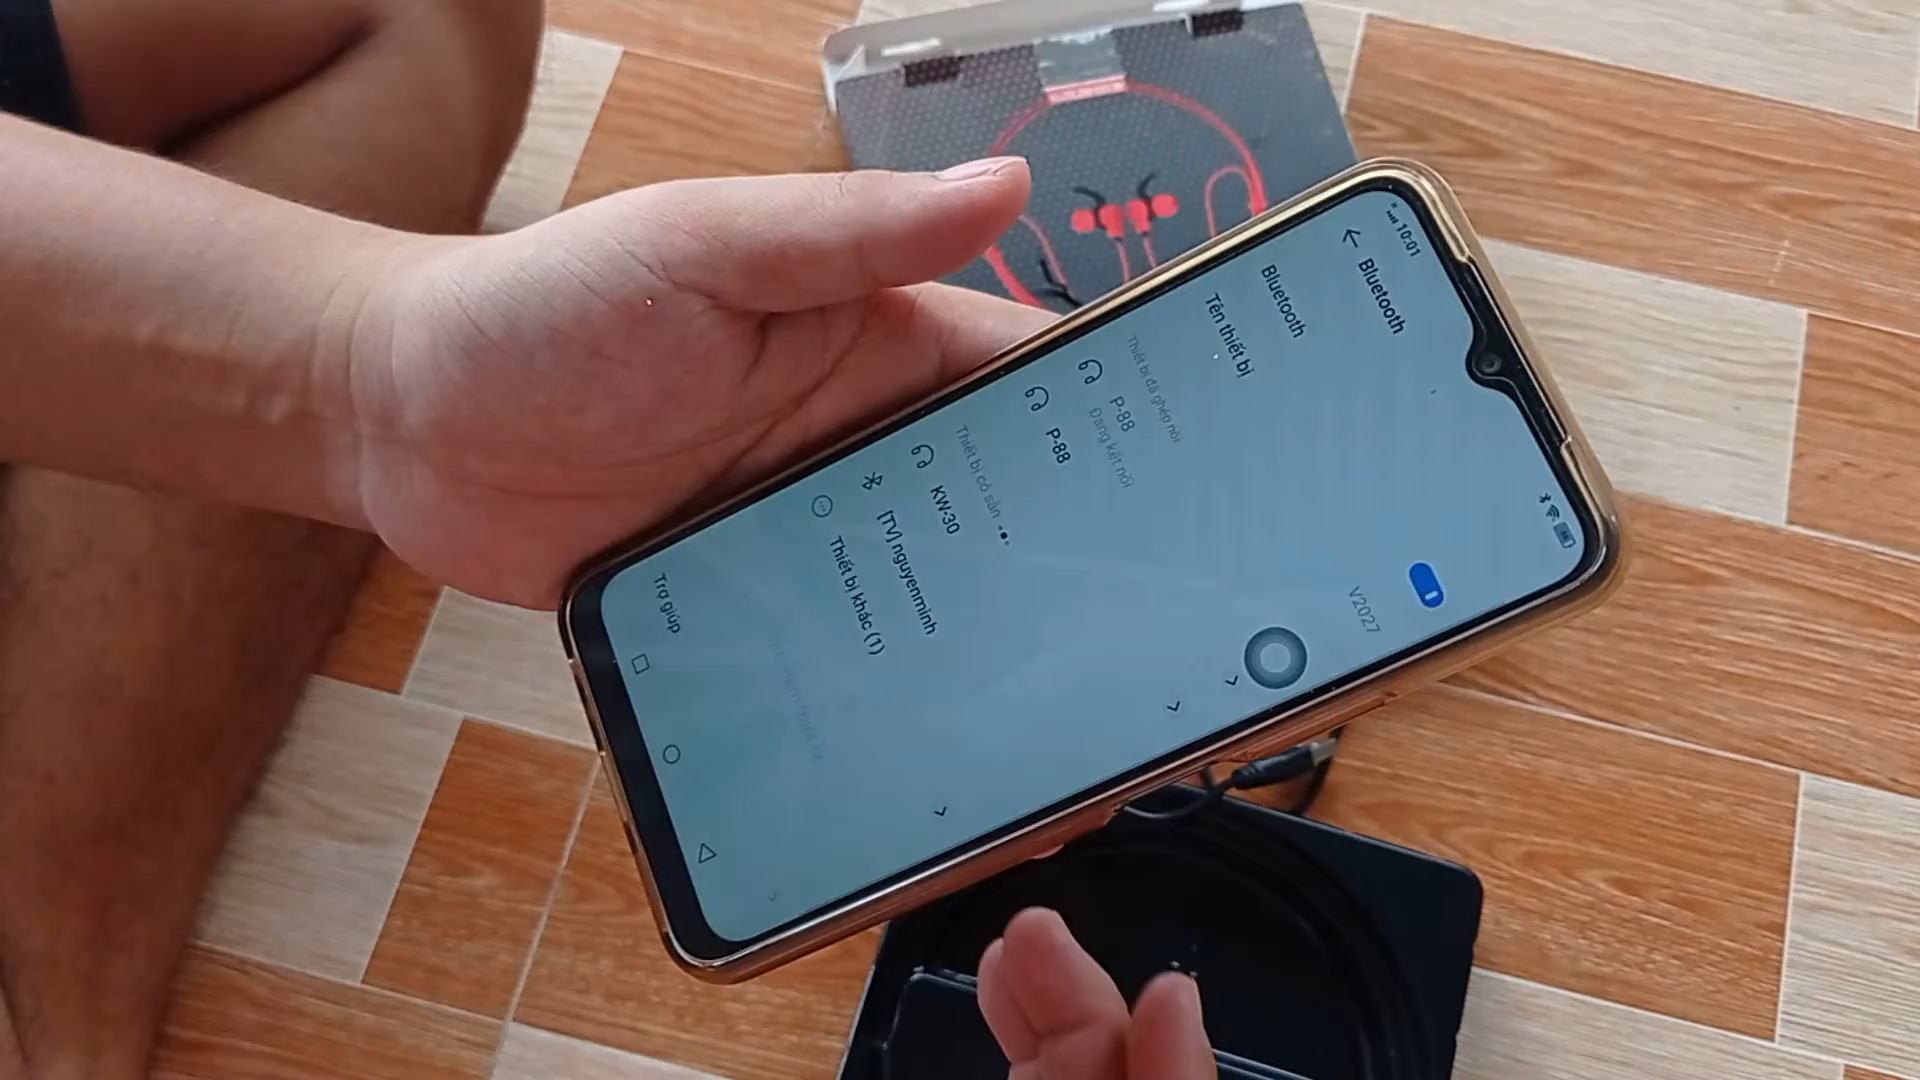 10:01
Bluetooth
Bluetooth
Tên thiết bị
V2027
Thiết bị đã ghép nối
P-88
Đang kết nối
P-88
Thiết bị có sẵn
KW-30
[TV] nguyenminh
Thiết bị khác (1)
Trợ giúp